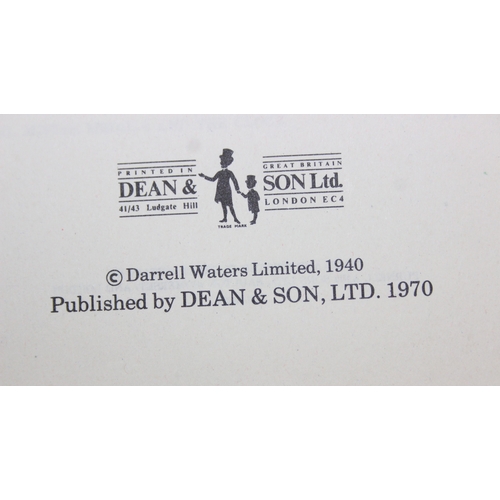 PRINTED IN GREAT BRITAIN
DEAN & SON Ltd.
41/43 Ludgate Hill LONDON EC4
TRADE MARK
© Darrell Waters Limited, 1940
Published by DEAN & SON, LTD. 1970